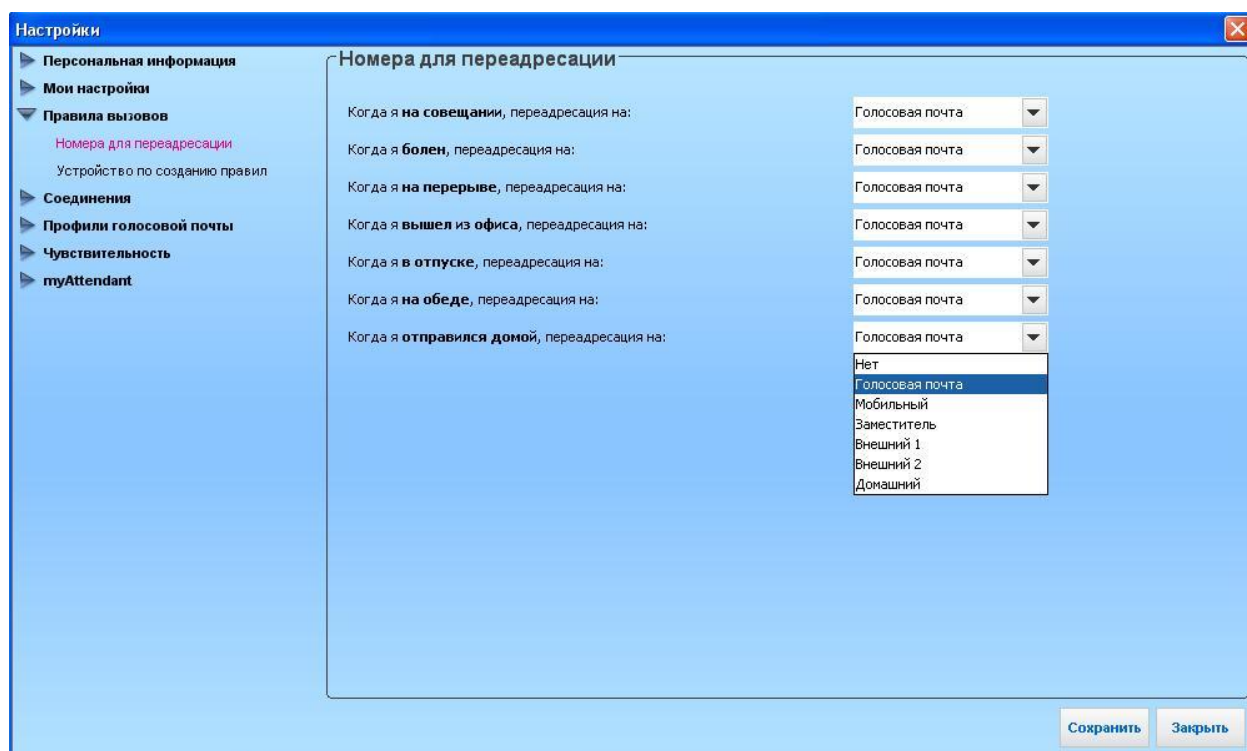 Настройки
Персональная информация
Мои настройки
Правила вызовов
Номера для переадресации
Устройство по созданию правил
Соединения
Профили голосовой почты
Чувствительность
myAttendant
Номера для переадресации
Когда я на совещании, переадресация на: Голосовая почта
Когда я болен, переадресация на: Голосовая почта
Когда я на перерыве, переадресация на: Голосовая почта
Когда я вышел из офиса, переадресация на: Голосовая почта
Когда я в отпуске, переадресация на: Голосовая почта
Когда я на обеде, переадресация на: Голосовая почта
Когда я отправился домой, переадресация на: Голосовая почта
Нет
Голосовая почта
Мобильный
Заместитель
Внешний 1
Внешний 2
Домашний
Сохранить Закрыть